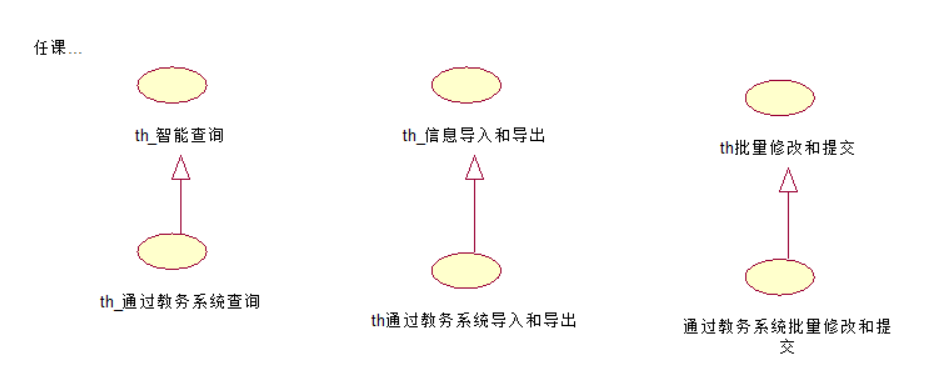 任课...
th_智能查询
th_信息导入和导出
th批量修改和提交
th_通过教务系统查询
th通过教务系统导入和导出
通过教务系统批量修改和提
交